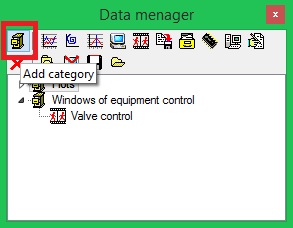 Data menager
x
Add category
Plots
Windows of equipment control
Valve control